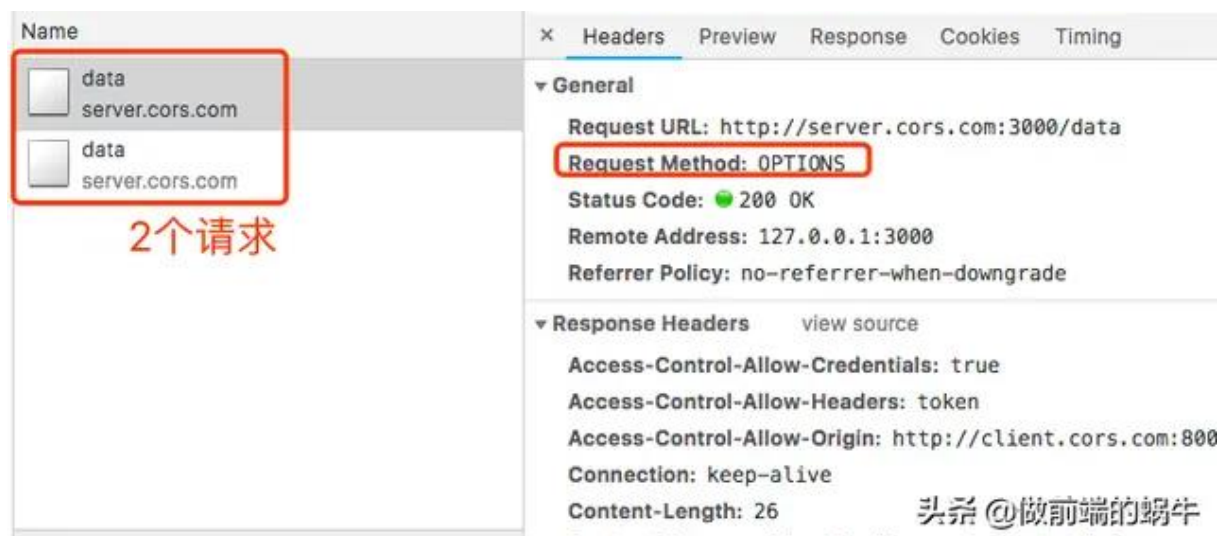 Name
data
server.cors.com
data
server.cors.com
2个请求
× Headers Preview Response Cookies Timing
▼ General
Request URL: http://server.cors.com:3000/data
Request Method: OPTIONS
Status Code: 200 OK
Remote Address: 127.0.0.1:3000
Referrer Policy: no-referrer-when-downgrade
▼ Response Headers view source
Access-Control-Allow-Credentials: true
Access-Control-Allow-Headers: token
Access-Control-Allow-Origin: http://client.cors.com:800
Connection: keep-alive
Content-Length: 26
头条 @做前端的蜗牛